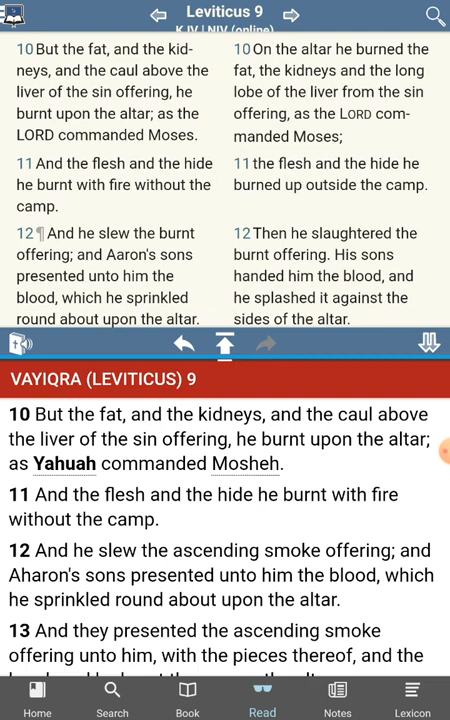 Leviticus 9
KJV | NIV (online)
10 But the fat, and the kid-
neys, and the caul above the
liver of the sin offering, he
burnt upon the altar; as the
LORD commanded Moses.
11 And the flesh and the hide
he burnt with fire without the
camp.
12 ¶ And he slew the burnt
offering; and Aaron's sons
presented unto him the
blood, which he sprinkled
round about upon the altar.
10 On the altar he burned the
fat, the kidneys and the long
lobe of the liver from the sin
offering, as the LORD com-
manded Moses;
11 the flesh and the hide he
burned up outside the camp.
12 Then he slaughtered the
burnt offering. His sons
handed him the blood, and
he splashed it against the
sides of the altar.
VAYIQRA (LEVITICUS) 9
10 But the fat, and the kidneys, and the caul above
the liver of the sin offering, he burnt upon the altar;
as Yahuah commanded Mosheh.
11 And the flesh and the hide he burnt with fire
without the camp.
12 And he slew the ascending smoke offering; and
Aharon's sons presented unto him the blood, which
he sprinkled round about upon the altar.
13 And they presented the ascending smoke
offering unto him, with the pieces thereof, and the
Home
Search
Book
Read
Notes
Lexicon